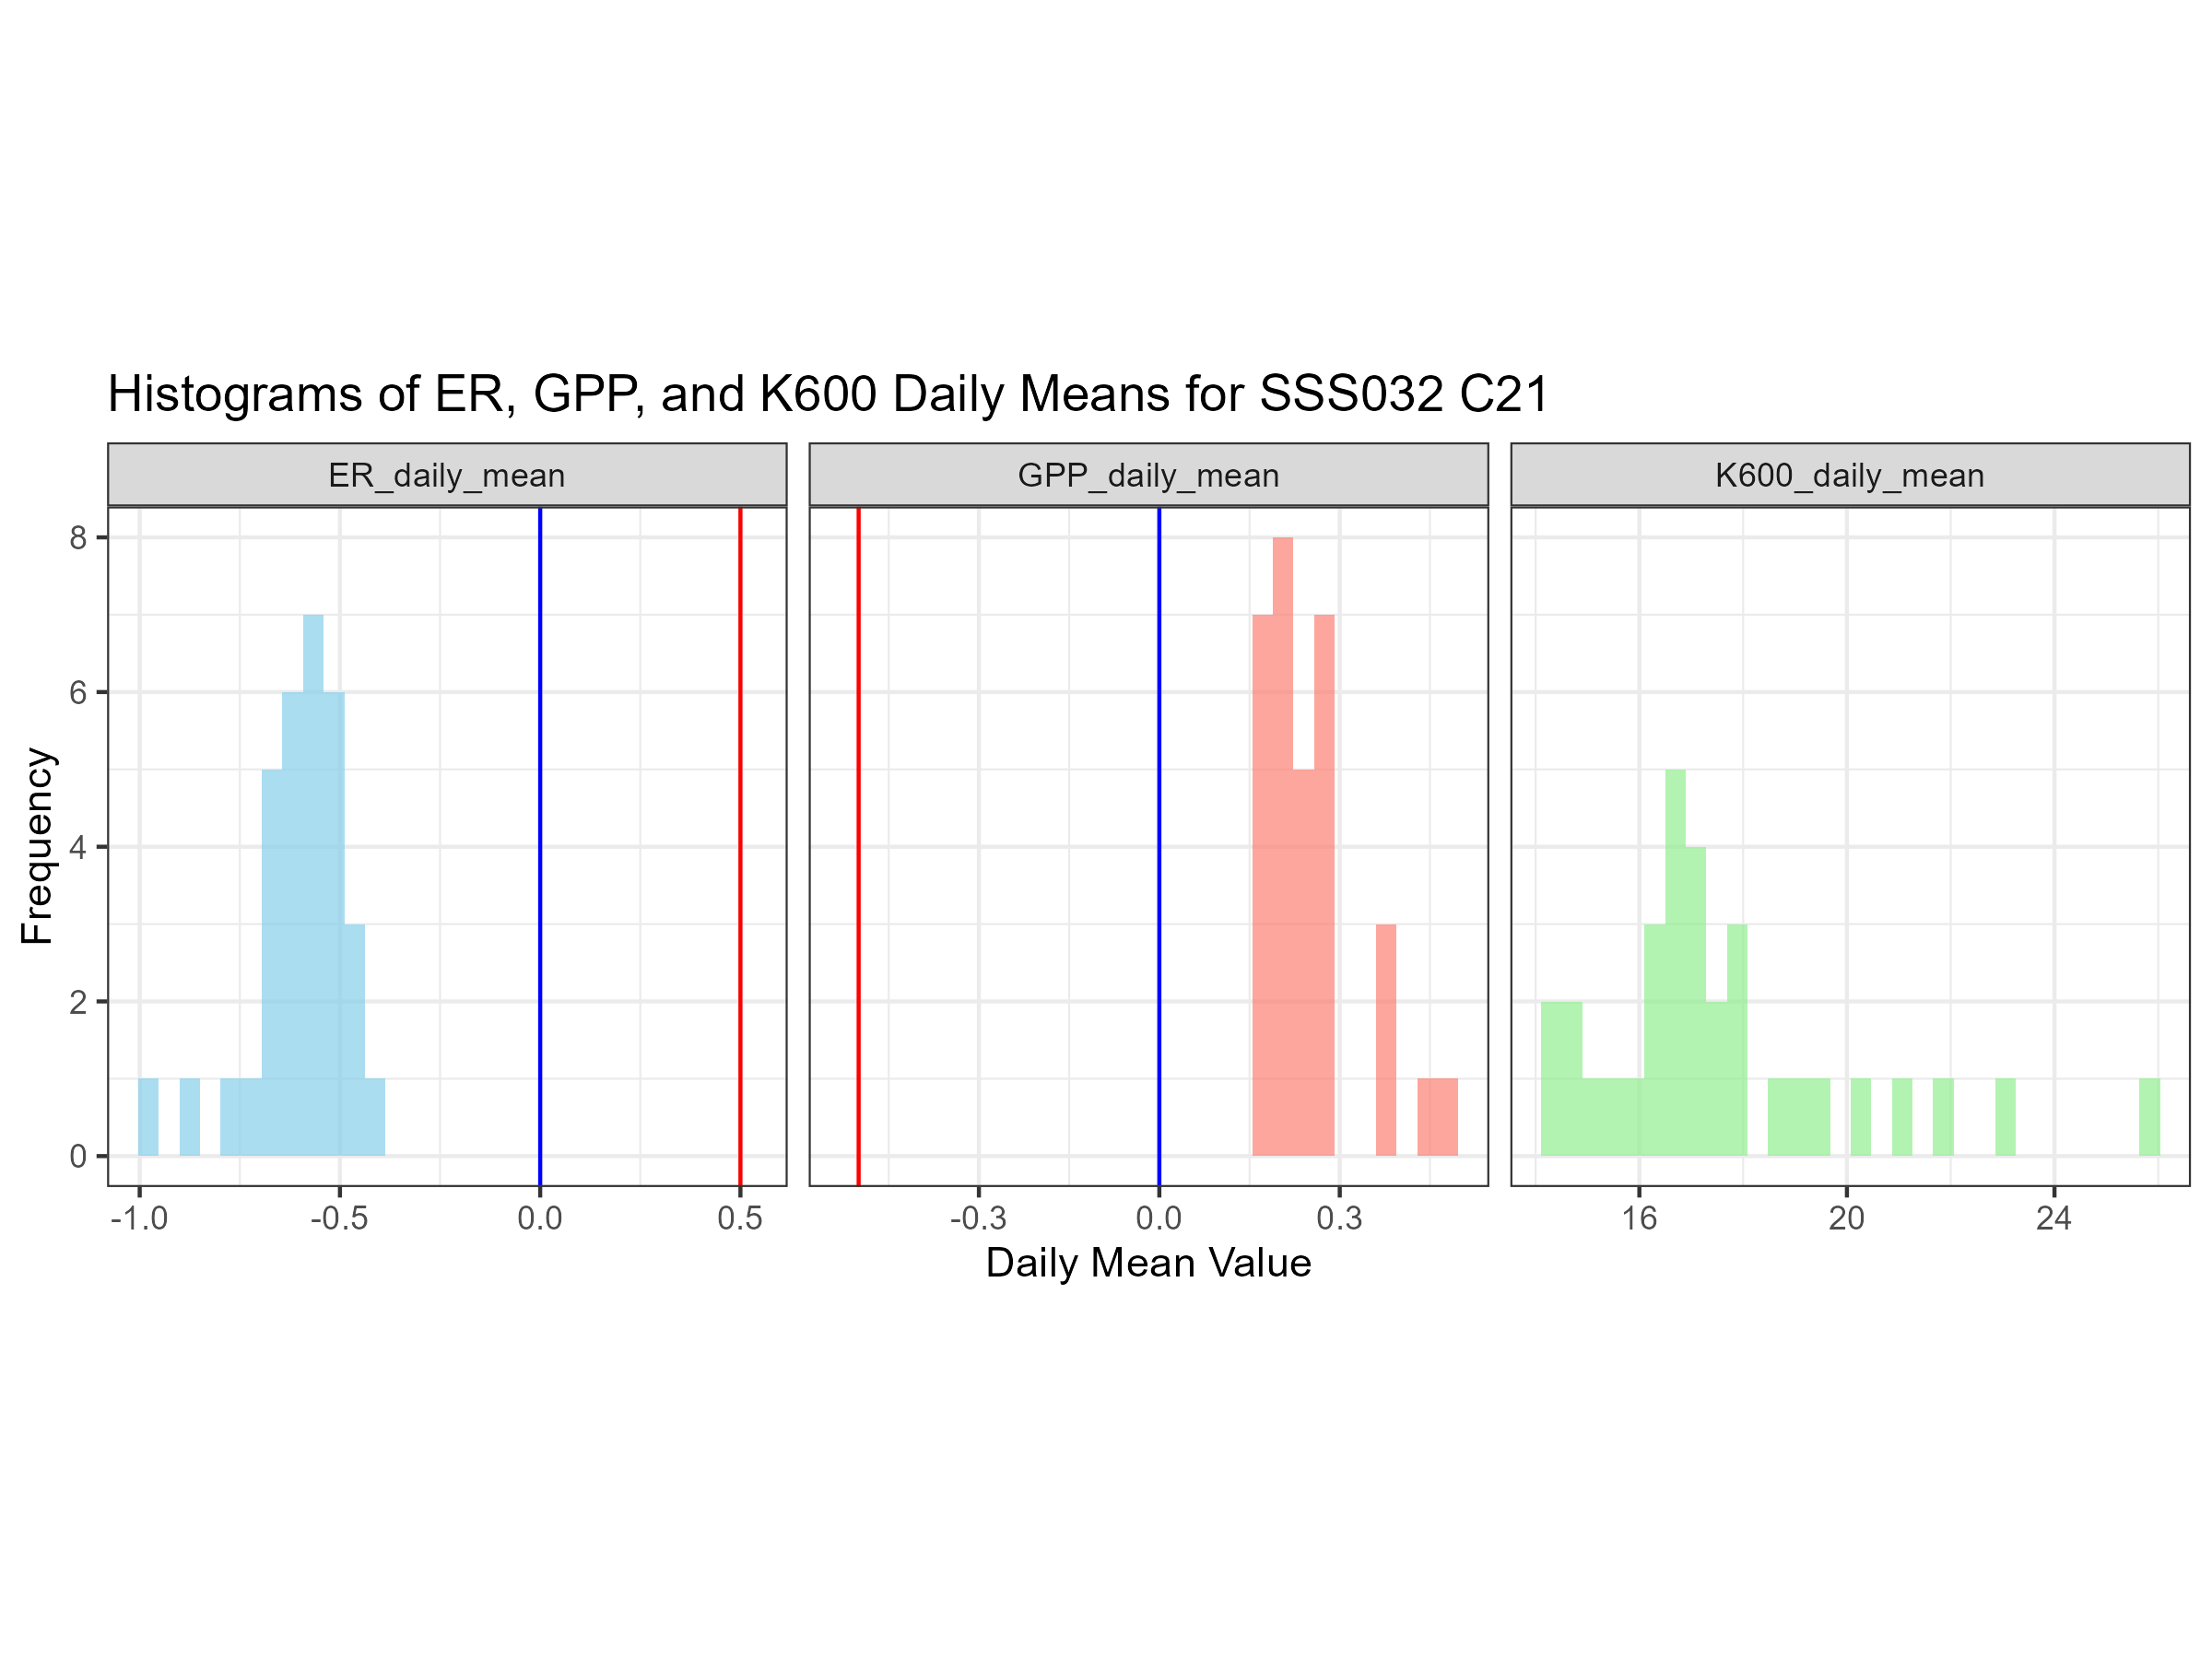 Histograms of ER, GPP, and K600 Daily Means for SSS032 C21
ER_daily_mean GPP_daily_mean K600_daily_mean
8
6
4
2
0
Frequency
-1.0 -0.5 0.0 0.5 -0.3 0.0 0.3 16 20 24
Daily Mean Value